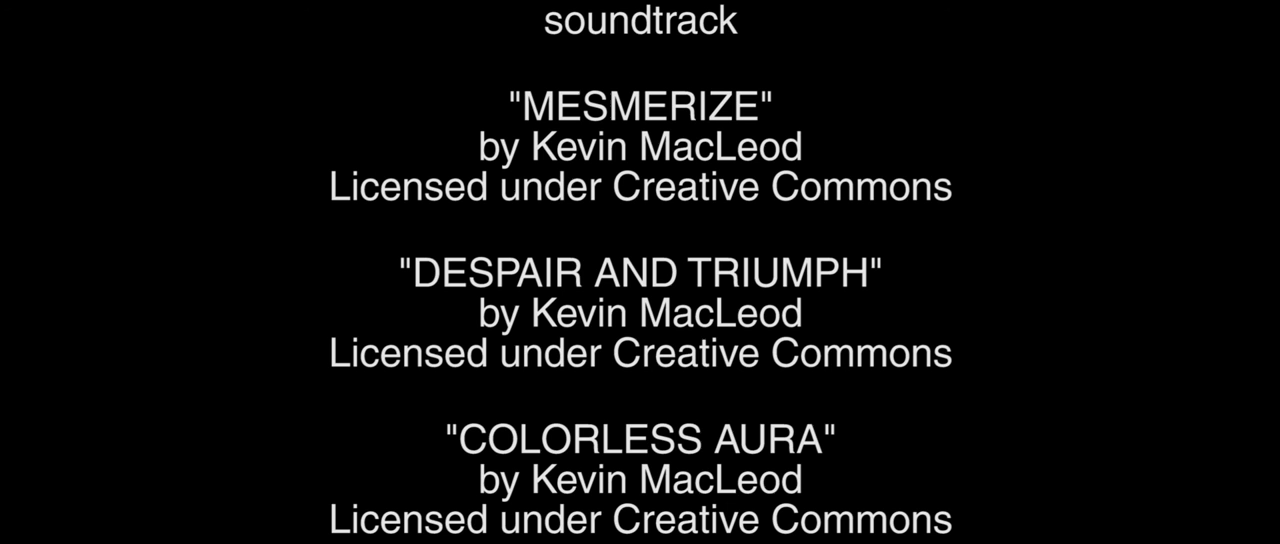 soundtrack
"MESMERIZE"
by Kevin MacLeod
Licensed under Creative Commons
"DESPAIR AND TRIUMPH"
by Kevin MacLeod
Licensed under Creative Commons
"COLORLESS AURA"
by Kevin MacLeod
Licensed under Creative Commons